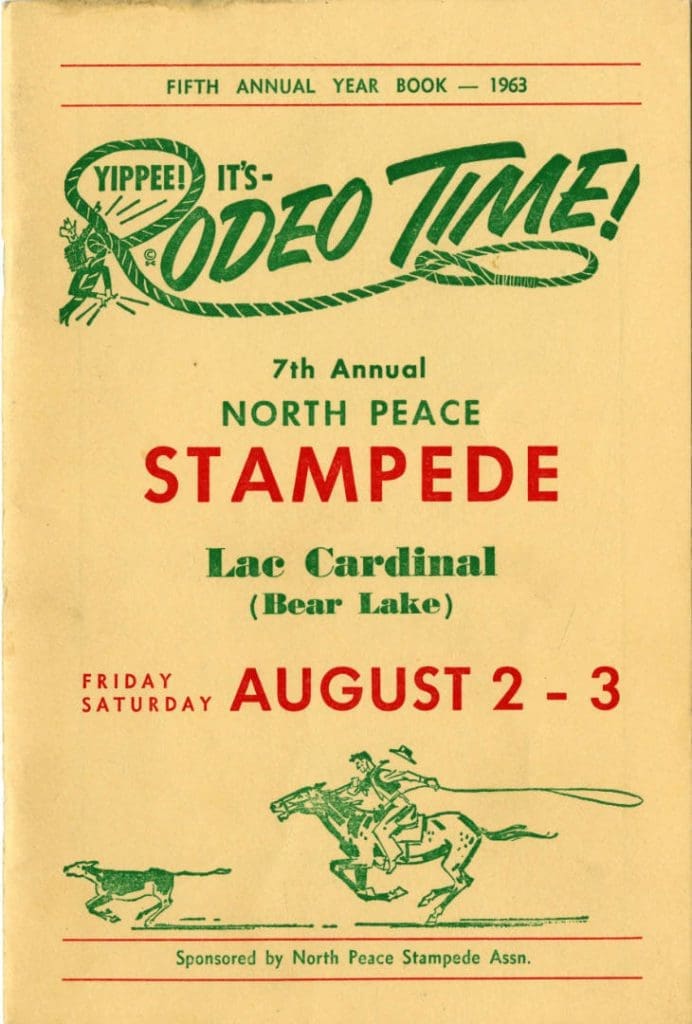 FIFTH ANNUAL YEAR BOOK — 1963
YIPPEE! IT'S-
RODEO TIME!
©
7th Annual
NORTH PEACE
STAMPEDE
Lac Cardinal
(Bear Lake)
FRIDAY
SATURDAY AUGUST 2 - 3
Sponsored by North Peace Stampede Assn.